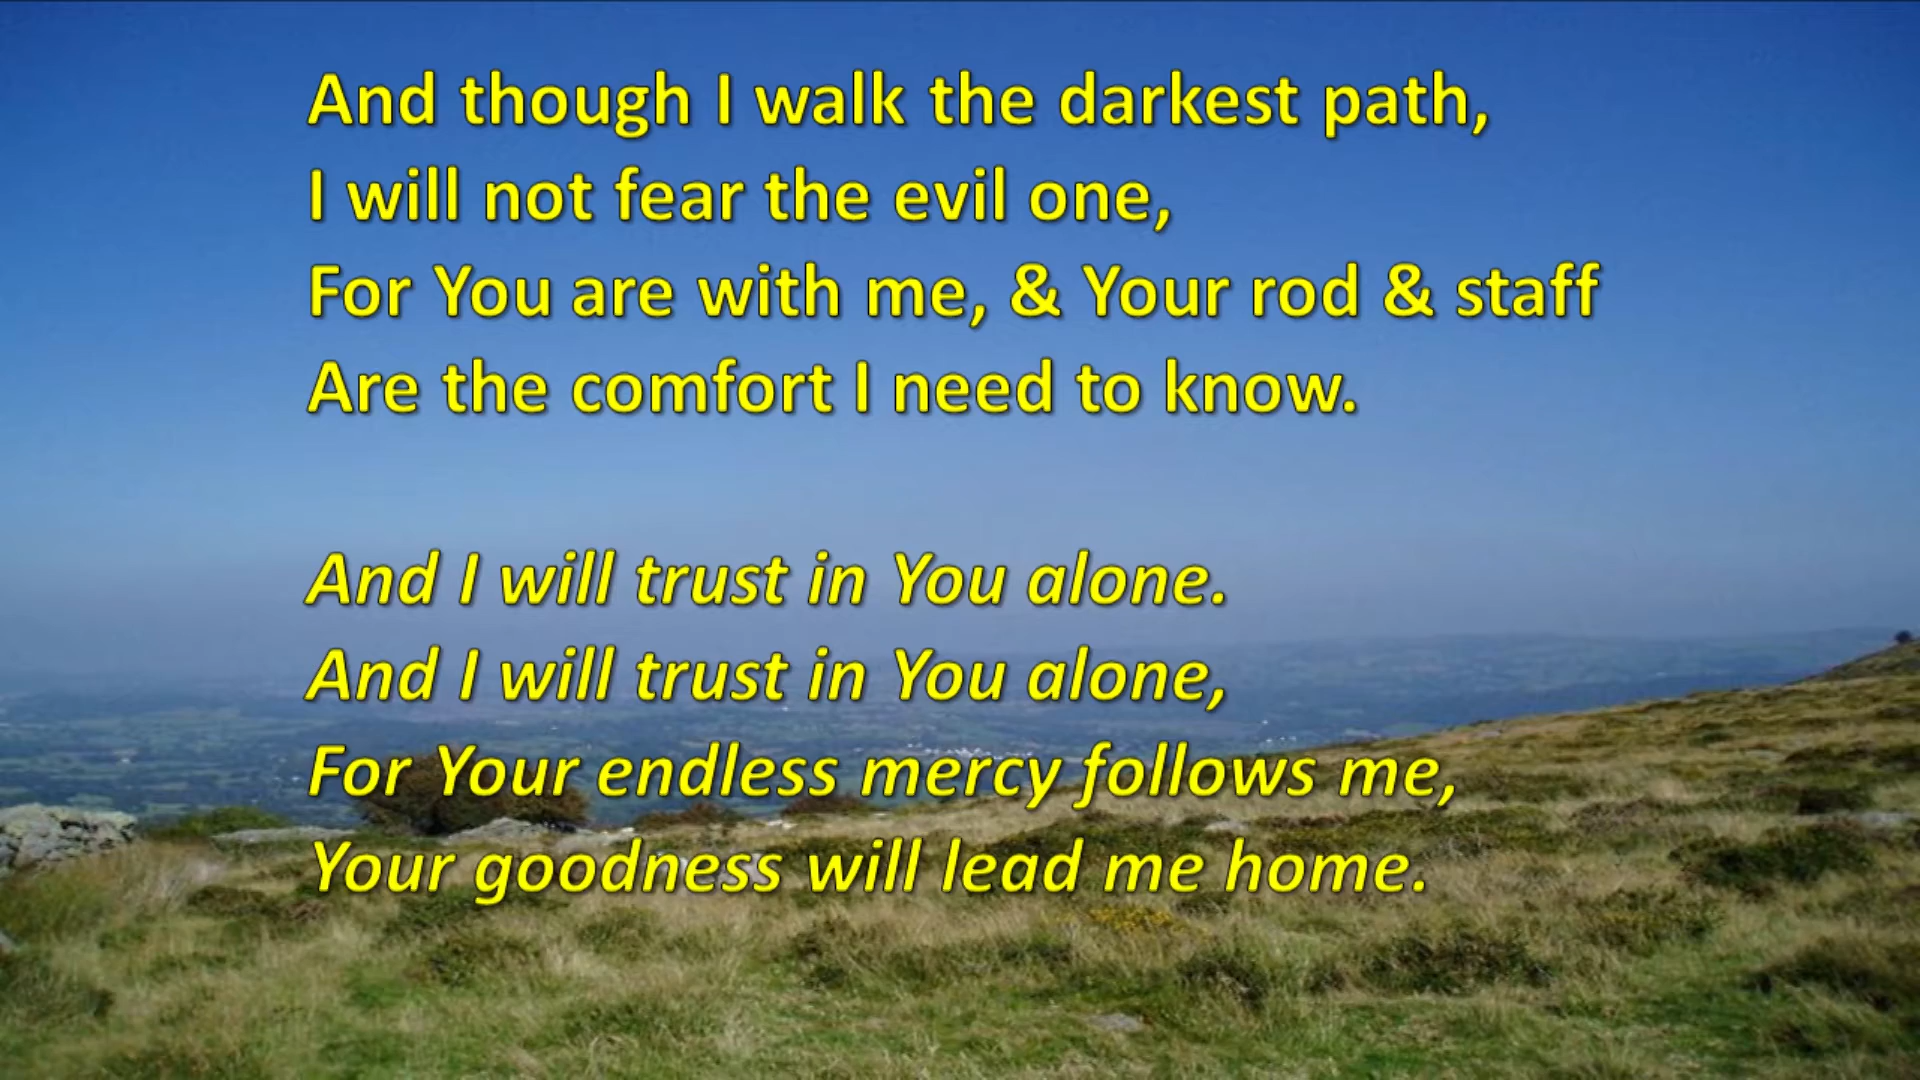 And though I walk the darkest path,
I will not fear the evil one,
For You are with me, & Your rod & staff
Are the comfort I need to know.
And I will trust in You alone.
And I will trust in You alone,
For Your endless mercy follows me,
Your goodness will lead me home.